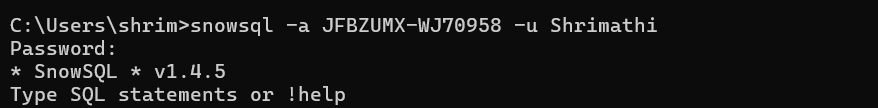 C:\Users\shrim>snowsql -a JFBZUMX-WJ70958 -u Shrimathi
Password:
* SnowSQL * v1.4.5
Type SQL statements or !help